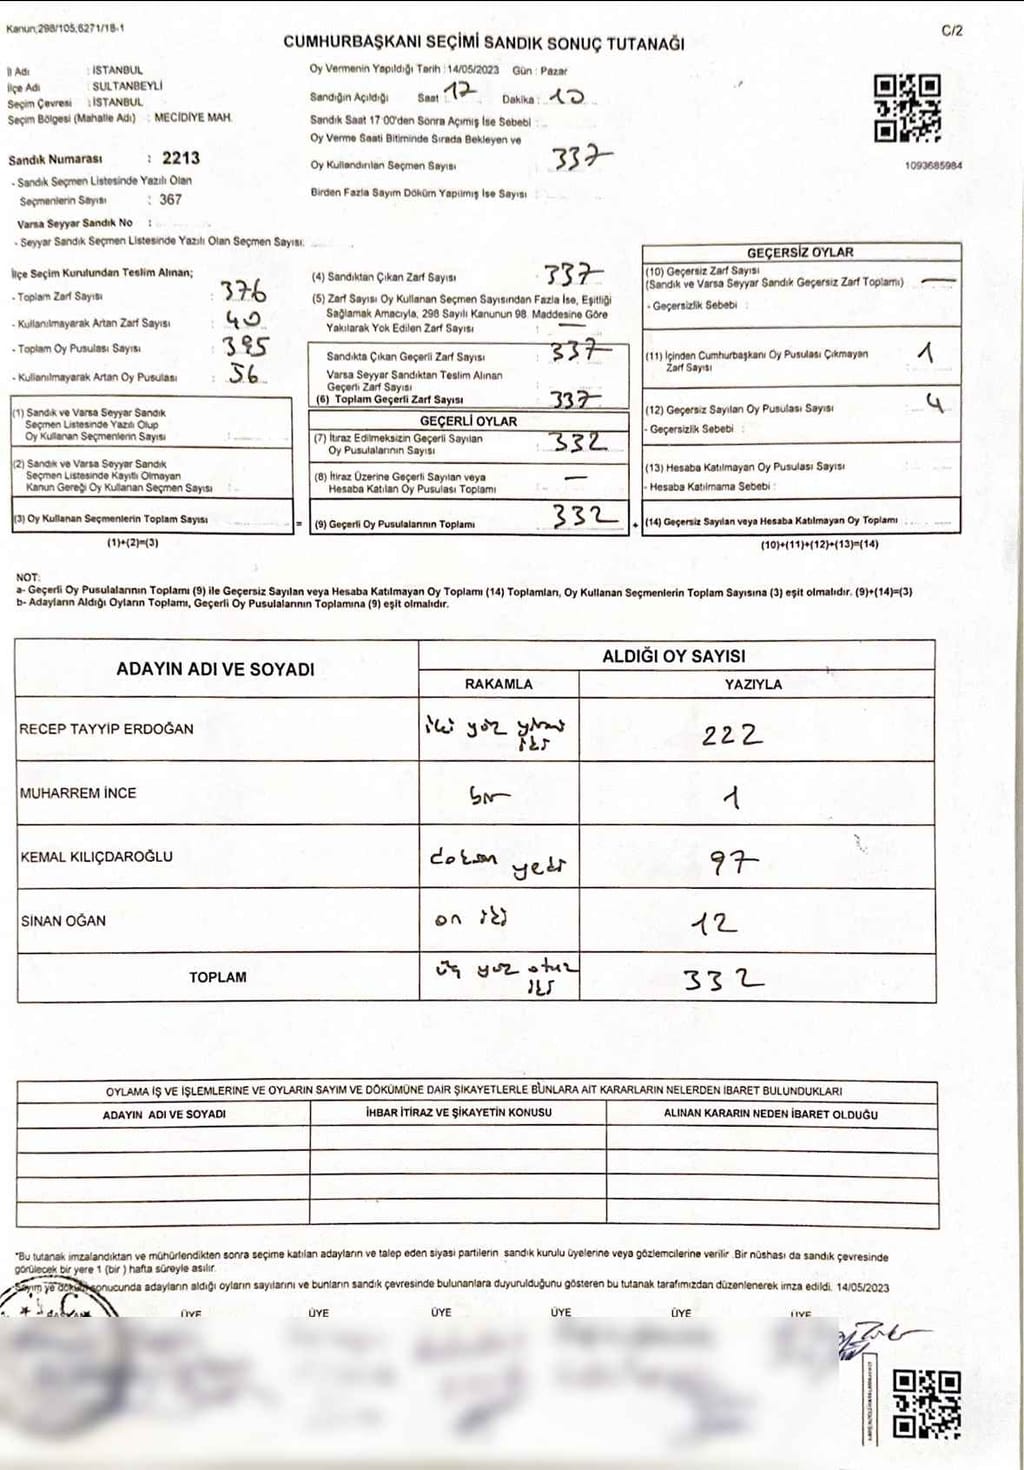 Kanun;298/105,6271/18-1
C/2
CUMHURBAŞKANI SEÇİMİ SANDIK SONUÇ TUTANAĞI
İl Adı : İSTANBUL
İlçe Adı : SULTANBEYLİ
Seçim Çevresi : İSTANBUL
Seçim Bölgesi (Mahalle Adı) : MECİDİYE MAH.
Sandık Numarası : 2213
- Sandık Seçmen Listesinde Yazılı Olan
Seçmenlerin Sayısı : 367
Varsa Seyyar Sandık No :
- Seyyar Sandık Seçmen Listesinde Yazılı Olan Seçmen Sayısı:
Oy Vermenin Yapıldığı Tarih : 14/05/2023 Gün : Pazar
Sandığın Açıldığı Saat 17 Dakika : 10
Sandık Saat 17 00'den Sonra Açımış İse Sebebi :
Oy Verme Saati Bitiminde Sırada Bekleyen ve
Oy Kullandırılan Seçmen Sayısı : 337
Birden Fazla Sayım Döküm Yapılmış İse Sayısı :
1093685984
İlçe Seçim Kurulundan Teslim Alınan;
- Toplam Zarf Sayısı : 376
- Kullanılmayarak Artan Zarf Sayısı : 40
- Toplam Oy Pusulası Sayısı : 395
- Kullanılmayarak Artan Oy Pusulası : 56
(1) Sandık ve Varsa Seyyar Sandık
Seçmen Listesinde Yazılı Olup
Oy Kullanan Seçmenlerin Sayısı :
(2) Sandık ve Varsa Seyyar Sandık
Seçmen Listesinde Kayıtlı Olmayan
Kanun Gereği Oy Kullanan Seçmen Sayısı :
(3) Oy Kullanan Seçmenlerin Toplam Sayısı =
(1)+(2)=(3)
(4) Sandıktan Çıkan Zarf Sayısı : 337
(5) Zarf Sayısı Oy Kullanan Seçmen Sayısından Fazla İse, Eşitliği
Sağlamak Amacıyla, 298 Sayılı Kanunun 98. Maddesine Göre
Yakılarak Yok Edilen Zarf Sayısı : —
Sandıkta Çıkan Geçerli Zarf Sayısı : 337
Varsa Seyyar Sandıktan Teslim Alınan
Geçerli Zarf Sayısı :
(6) Toplam Geçerli Zarf Sayısı : 337
GEÇERLİ OYLAR
(7) İtiraz Edilmeksizin Geçerli Sayılan
Oy Pusulalarının Sayısı : 332
(8) İtiraz Üzerine Geçerli Sayılan veya
Hesaba Katılan Oy Pusulası Toplamı : —
(9) Geçerli Oy Pusulalarının Toplamı : 332 +
GEÇERSİZ OYLAR
(10) Geçersiz Zarf Sayısı
(Sandık ve Varsa Seyyar Sandık Geçersiz Zarf Toplamı) —
- Geçersizlik Sebebi :
(11) İçinden Cumhurbaşkanı Oy Pusulası Çıkmayan
Zarf Sayısı : 1
(12) Geçersiz Sayılan Oy Pusulası Sayısı 4
- Geçersizlik Sebebi :
(13) Hesaba Katılmayan Oy Pusulası Sayısı
- Hesaba Katılmama Sebebi :
(14) Geçersiz Sayılan veya Hesaba Katılmayan Oy Toplamı
(10)+(11)+(12)+(13)=(14)
NOT:
a- Geçerli Oy Pusulalarının Toplamı (9) ile Geçersiz Sayılan veya Hesaba Katılmayan Oy Toplamı (14) Toplamları, Oy Kullanan Seçmenlerin Toplam Sayısına (3) eşit olmalıdır. (9)+(14)=(3)
b- Adayların Aldığı Oyların Toplamı, Geçerli Oy Pusulalarının Toplamına (9) eşit olmalıdır.
ADAYIN ADI VE SOYADI
ALDIĞI OY SAYISI
RAKAMLA YAZIYLA
RECEP TAYYİP ERDOĞAN iki yüz yirmi iki 222
MUHARREM İNCE bir 1
KEMAL KILIÇDAROĞLU doksan yedi 97
SİNAN OĞAN on iki 12
TOPLAM üç yüz otuz iki 332
OYLAMA İŞ VE İŞLEMLERİNE VE OYLARIN SAYIM VE DÖKÜMÜNE DAİR ŞİKAYETLERLE BUNLARA AİT KARARLARIN NELERDEN İBARET BULUNDUKLARI
ADAYIN ADI VE SOYADI İHBAR İTİRAZ VE ŞİKAYETİN KONUSU ALINAN KARARIN NEDEN İBARET OLDUĞU
*Bu tutanak imzalandıktan ve mühürlendikten sonra seçime katılan adayların ve talep eden siyasi partilerin sandık kurulu üyelerine veya gözlemcilerine verilir .Bir nüshası da sandık çevresinde
görülecek bir yere 1 (bir ) hafta süreyle asılır.
Sayım ve döküm sonucunda adayların aldığı oyların sayılarını ve bunların sandık çevresinde bulunanlara duyurulduğunu gösteren bu tutanak tarafımızdan düzenlenerek imza edildi. 14/05/2023
ÜYE ÜYE ÜYE ÜYE ÜYE ÜYE